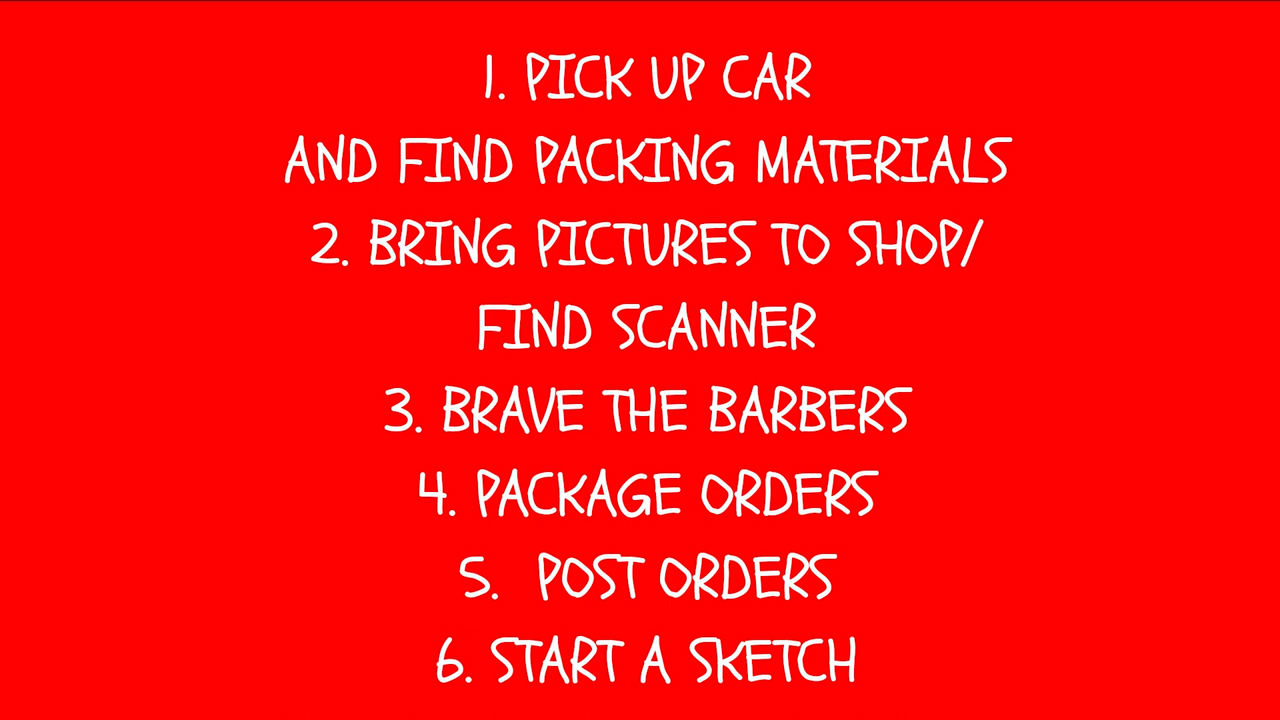 1. PICK UP CAR
AND FIND PACKING MATERIALS
2. BRING PICTURES TO SHOP/
FIND SCANNER
3. BRAVE THE BARBERS
4. PACKAGE ORDERS
5. POST ORDERS
6. START A SKETCH